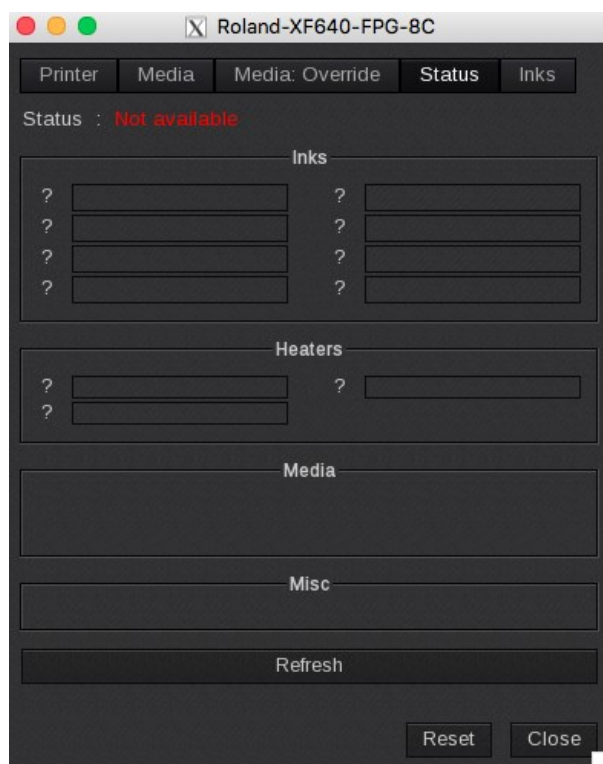 X Roland-XF640-FPG-8C
Printer Media Media: Override Status Inks
Status : Not available
Inks
? ?
? ?
? ?
? ?
Heaters
? ?
?
Media
Misc
Refresh
Reset Close